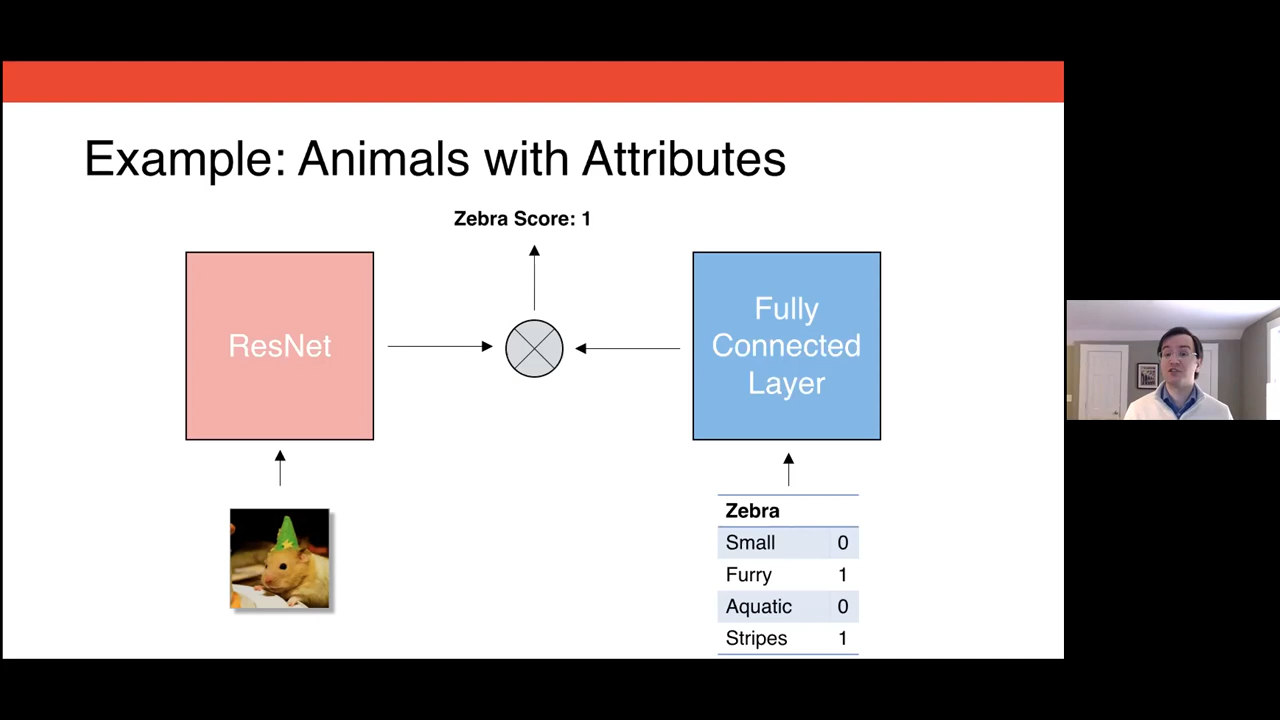 Example: Animals with Attributes
Zebra Score: 1
ResNet
Fully
Connected
Layer
Zebra
Small 0
Furry 1
Aquatic 0
Stripes 1